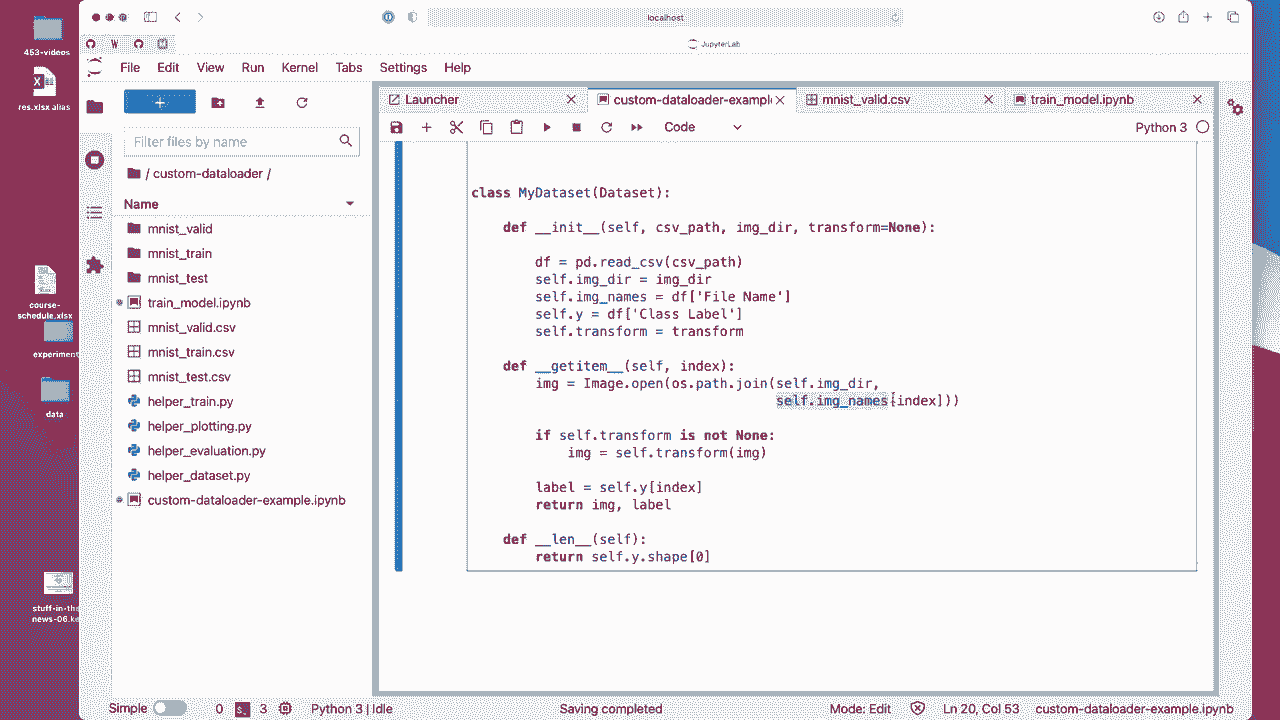 localhost
453-videos
W
JupyterLab
File Edit View Run Kernel Tabs Settings Help
res.xlsx alias
Launcher
custom-dataloader-example
mnist_valid.csv
train_model.ipynb
Code
Python 3
Filter files by name
/ custom-dataloader /
Name
mnist_valid
mnist_train
mnist_test
train_model.ipynb
mnist_valid.csv
mnist_train.csv
mnist_test.csv
helper_train.py
helper_plotting.py
helper_evaluation.py
helper_dataset.py
custom-dataloader-example.ipynb
class MyDataset(Dataset):
def __init__(self, csv_path, img_dir, transform=None):
df = pd.read_csv(csv_path)
self.img_dir = img_dir
self.img_names = df['File Name']
self.y = df['Class Label']
self.transform = transform
def __getitem__(self, index):
img = Image.open(os.path.join(self.img_dir,
self.img_names[index]))
if self.transform is not None:
img = self.transform(img)
label = self.y[index]
return img, label
def __len__(self):
return self.y.shape[0]
course-
schedule.xlsx
experiment
data
stuff-in-the
news-06.ke
Simple
0
3
Python 3 | Idle
Saving completed
Mode: Edit
Ln 20, Col 53
custom-dataloader-example.ipynb